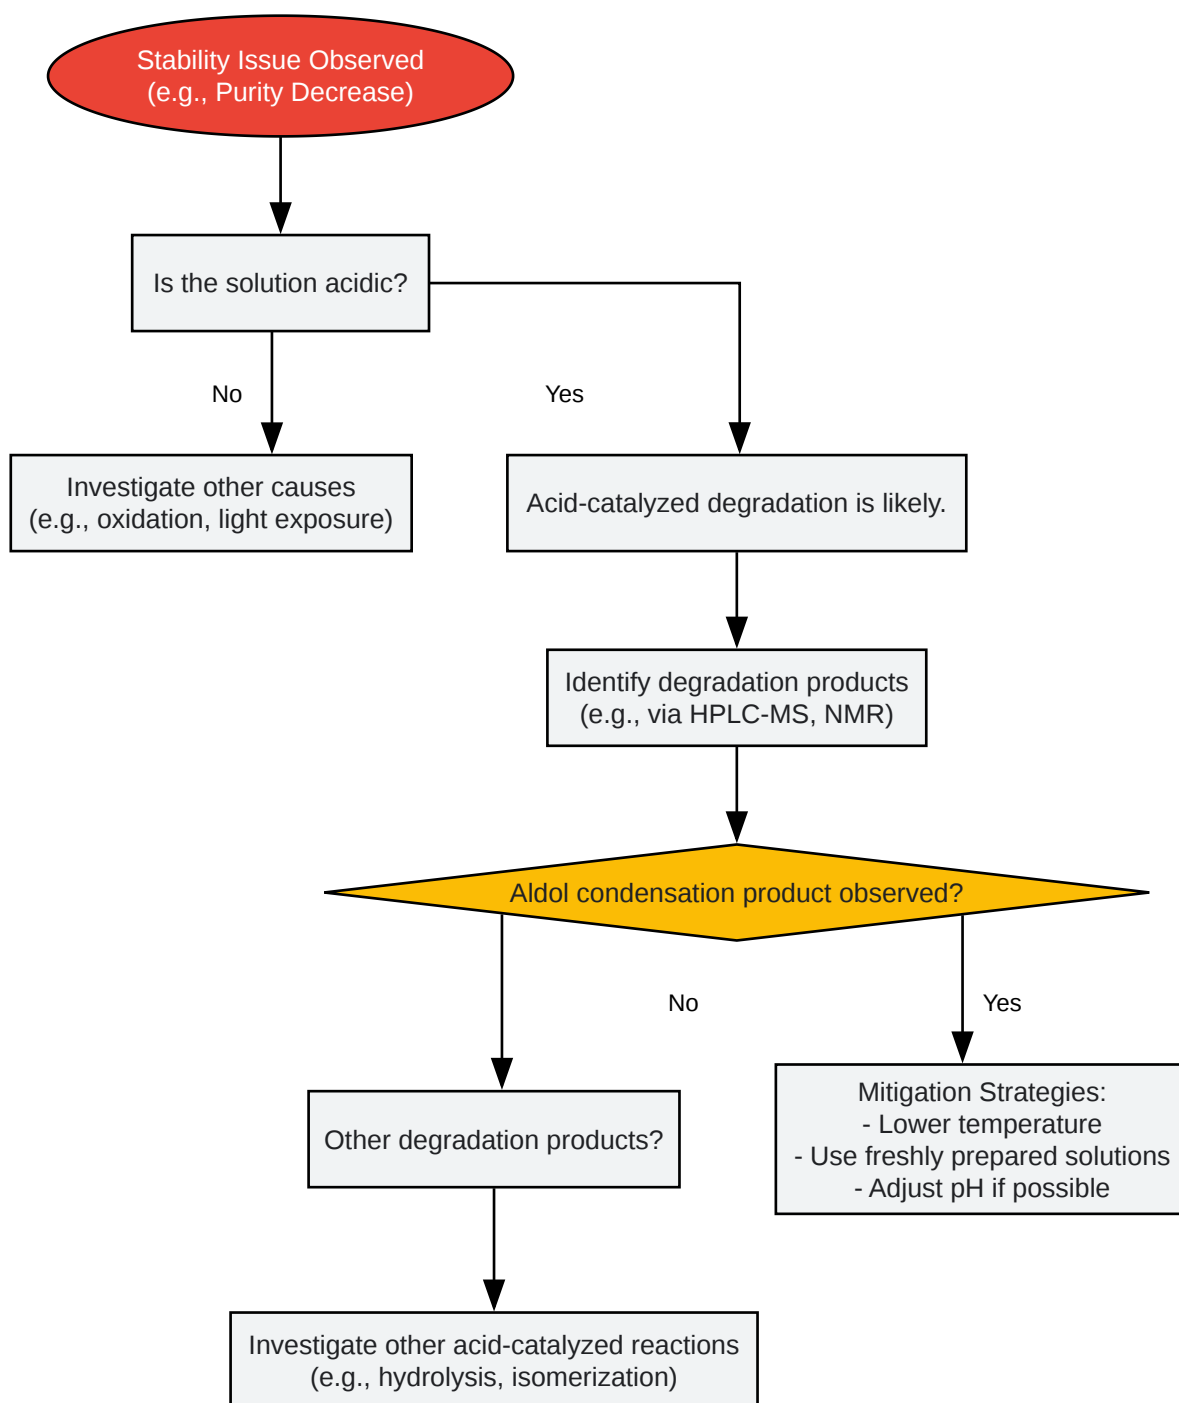 Stability Issue Observed
(e.g., Purity Decrease)
Is the solution acidic?
No
Yes
Investigate other causes
(e.g., oxidation, light exposure)
Acid-catalyzed degradation is likely.
Identify degradation products
(e.g., via HPLC-MS, NMR)
Aldol condensation product observed?
No
Yes
Other degradation products?
Mitigation Strategies:
- Lower temperature
- Use freshly prepared solutions
- Adjust pH if possible
Investigate other acid-catalyzed reactions
(e.g., hydrolysis, isomerization)